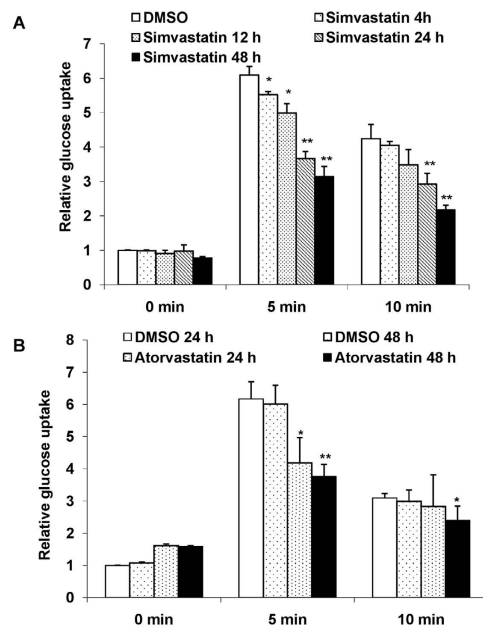 A
DMSO
Simvastatin 4h
Simvastatin 12 h
Simvastatin 24 h
Simvastatin 48 h
Relative glucose uptake
7
6
5
4
3
2
1
0
*
*
**
**
**
**
0 min
5 min
10 min
B
DMSO 24 h
DMSO 48 h
Atorvastatin 24 h
Atorvastatin 48 h
Relative glucose uptake
8
7
6
5
4
3
2
1
0
*
**
*
0 min
5 min
10 min